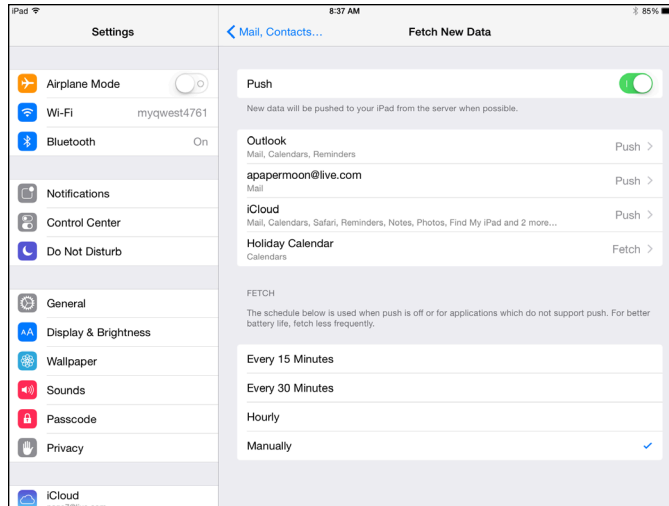 iPad
8:37 AM
85%
Settings
Mail, Contacts...
Fetch New Data
Airplane Mode
Wi-Fi
myqwest4761
Bluetooth
On
Notifications
Control Center
Do Not Disturb
General
Display & Brightness
Wallpaper
Sounds
Passcode
Privacy
iCloud
Push
New data will be pushed to your iPad from the server when possible.
Outlook
Mail, Calendars, Reminders
Push
apapermoon@live.com
Mail
Push
iCloud
Mail, Calendars, Safari, Reminders, Notes, Photos, Find My iPad and 2 more...
Push
Holiday Calendar
Calendars
Fetch
FETCH
The schedule below is used when push is off or for applications which do not support push. For better
battery life, fetch less frequently.
Every 15 Minutes
Every 30 Minutes
Hourly
Manually